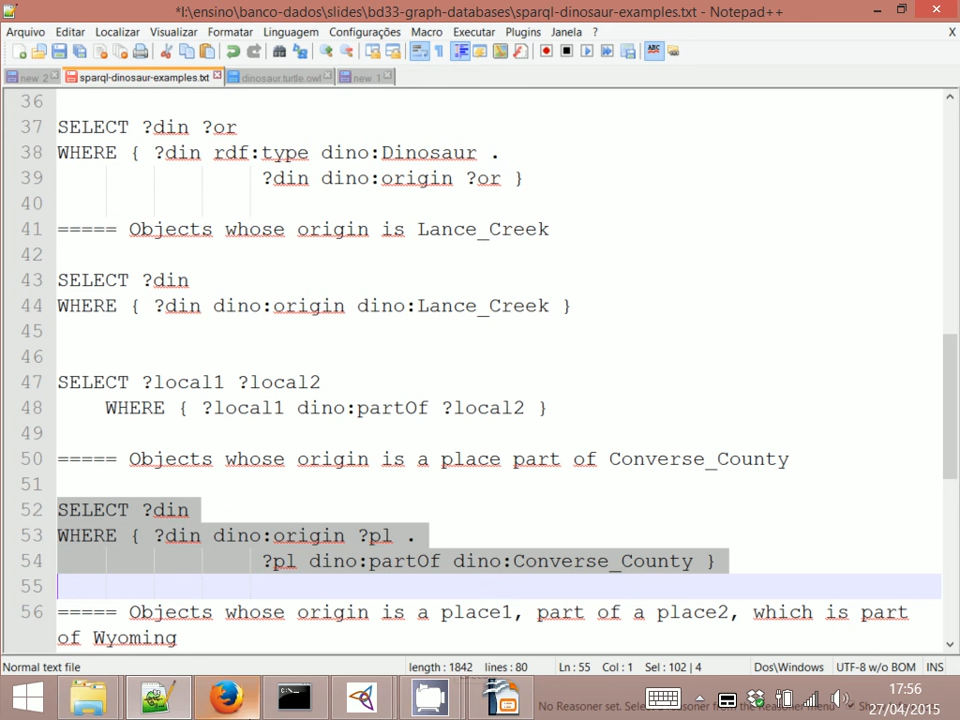 *I:\ensino\banco-dados\slides\bd33-graph-databases\sparql-dinosaur-examples.txt - Notepad++
Arquivo Editar Localizar Visualizar Formatar Linguagem Configurações Macro Executar Plugins Janela ? X
new 2 sparql-dinosaur-examples.txt dinosaur.turtle.owl new 1
36
37 SELECT ?din ?or
38 WHERE { ?din rdf:type dino:Dinosaur .
39 ?din dino:origin ?or }
40
41 ===== Objects whose origin is Lance_Creek
42
43 SELECT ?din
44 WHERE { ?din dino:origin dino:Lance_Creek }
45
46
47 SELECT ?local1 ?local2
48 WHERE { ?local1 dino:partOf ?local2 }
49
50 ===== Objects whose origin is a place part of Converse_County
51
52 SELECT ?din
53 WHERE { ?din dino:origin ?pl .
54 ?pl dino:partOf dino:Converse_County }
55
56 ===== Objects whose origin is a place1, part of a place2, which is part
of Wyoming
Normal text file length : 1842 lines : 80 Ln : 55 Col : 1 Sel : 102 | 4 Dos\Windows UTF-8 w/o BOM INS
No Reasoner set. Select a reasoner from the Reasoner menu
17:56
27/04/2015